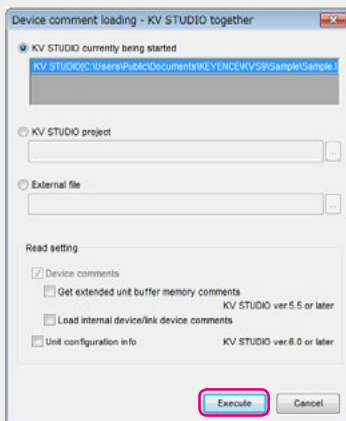 Device comment loading - KV STUDIO together
KV STUDIO currently being started
KV STUDIO[C:\Users\Public\Documents\KEYENCE\KVS9\Sample\Sample.
KV STUDIO project
...
External file
...
Read setting
Device comments
Get extended unit buffer memory comments
KV STUDIO ver.5.5 or later
Load internal device/link device comments
Unit configuration info KV STUDIO ver.6.0 or later
Execute Cancel